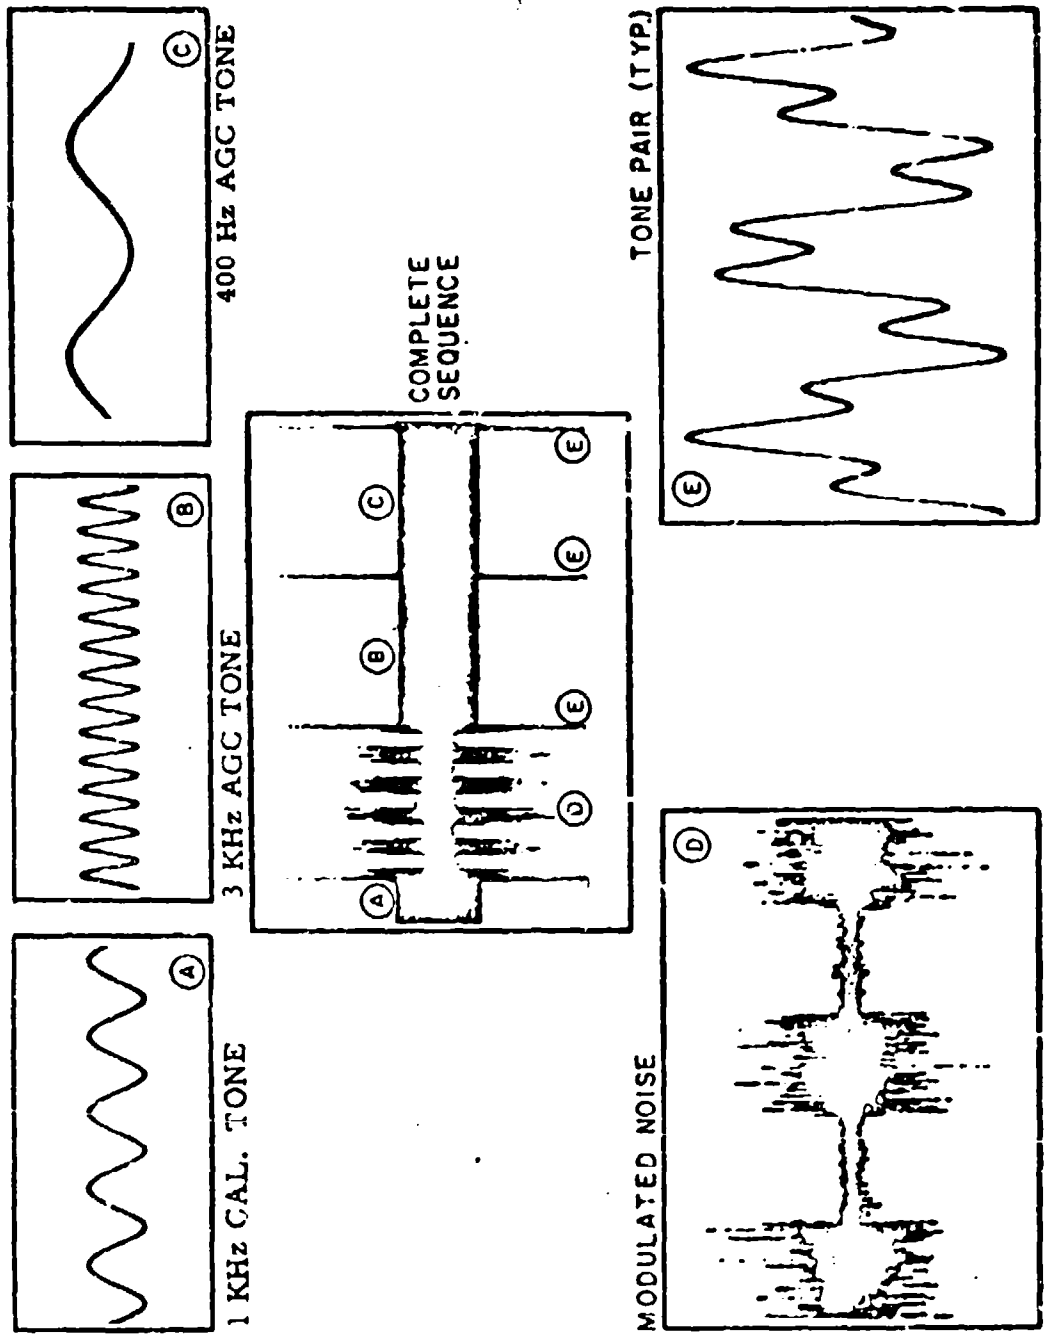 A
1 KHz CAL. TONE
B
3 KHz AGC TONE
C
400 Hz AGC TONE
A
B
C
D
E
E
E
COMPLETE
SEQUENCE
MODULATED NOISE
D
TONE PAIR (TYP.)
E